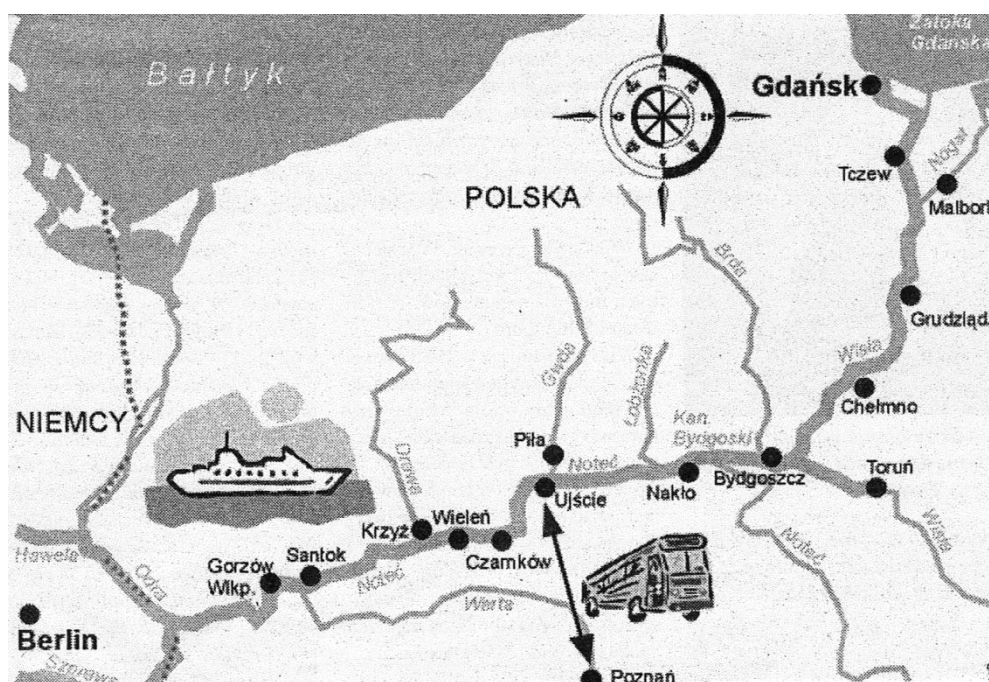 Zatoka
Gdańska
Bałtyk
Gdańsk
Nogat
Tczew
POLSKA
Malbork
Brda
Grudziąd.
Wisła
Gwda
Łobżonka
Chełmno
NIEMCY
Kan.
Bydgoski
Piła
Drawa
Noteć
Bydgoszcz
Toruń
Nakło
Ujście
Wieleń
Krzyż
Wisła
Czarnków
Noteć
Hawela
Santok
Gorzów
Wlkp.
Noteć
Odra
Warta
Berlin
Szprewa
Poznań